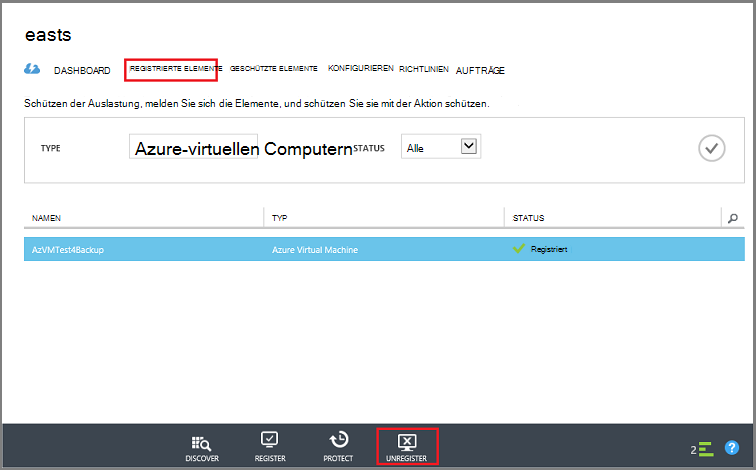 easts
DASHBOARD REGISTRIERTE ELEMENTE GESCHÜTZTE ELEMENTE KONFIGURIEREN RICHTLINIEN AUFTRÄGE
Schützen der Auslastung, melden Sie sich die Elemente, und schützen Sie sie mit der Aktion schützen.
TYPE Azure-virtuellen Computern STATUS Alle
NAMEN TYP STATUS
AzVMTest4Backup Azure Virtual Machine Registriert
DISCOVER REGISTER PROTECT UNREGISTER 2 ?